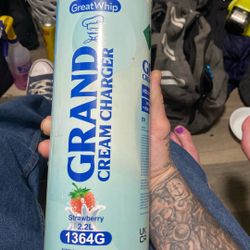 GreatWhip
GRAND
CREAM CHARGER
Strawberry
2.2L
1364G